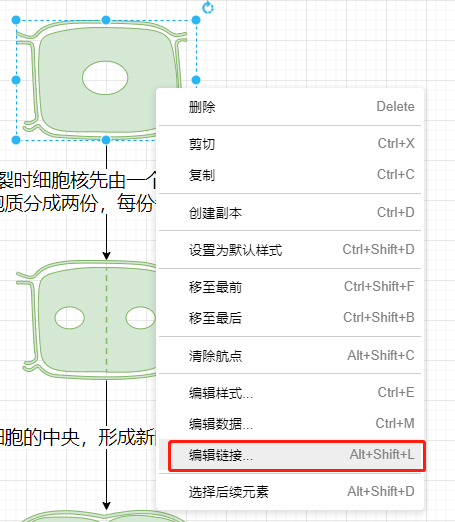 删除 Delete
剪切 Ctrl+X
复制 Ctrl+C
裂时细胞核先由一个
质分成两份，每份
创建副本 Ctrl+D
设置为默认样式 Ctrl+Shift+D
移至最前 Ctrl+Shift+F
移至最后 Ctrl+Shift+B
清除航点 Alt+Shift+C
编辑样式... Ctrl+E
编辑数据... Ctrl+M
细胞的中央，形成新
编辑链接... Alt+Shift+L
选择后续元素 Alt+Shift+D